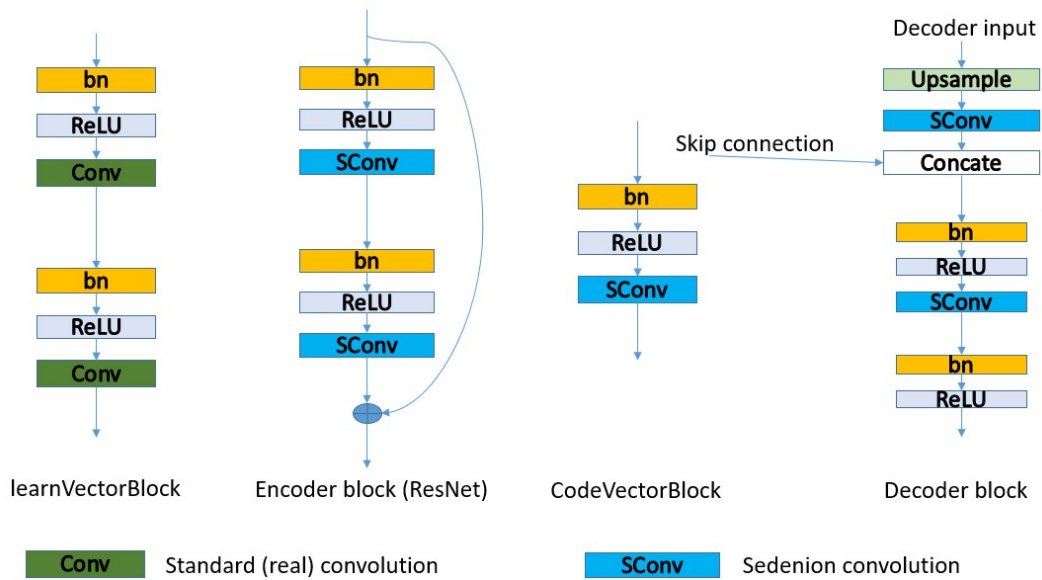 bn
ReLU
Conv
bn
ReLU
Conv
learnVectorBlock
bn
ReLU
SConv
bn
ReLU
SConv
Encoder block (ResNet)
bn
ReLU
SConv
CodeVectorBlock
Decoder input
Upsample
SConv
Skip connection
Concate
bn
ReLU
SConv
bn
ReLU
Decoder block
Conv
Standard (real) convolution
SConv
Sedenion convolution